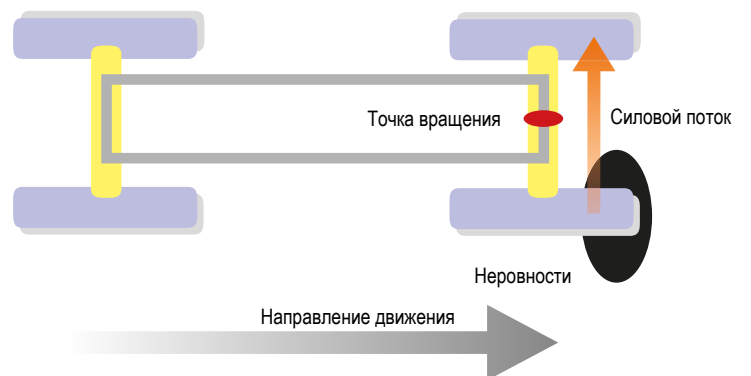 Точка вращения
Силовой поток
Неровности
Направление движения